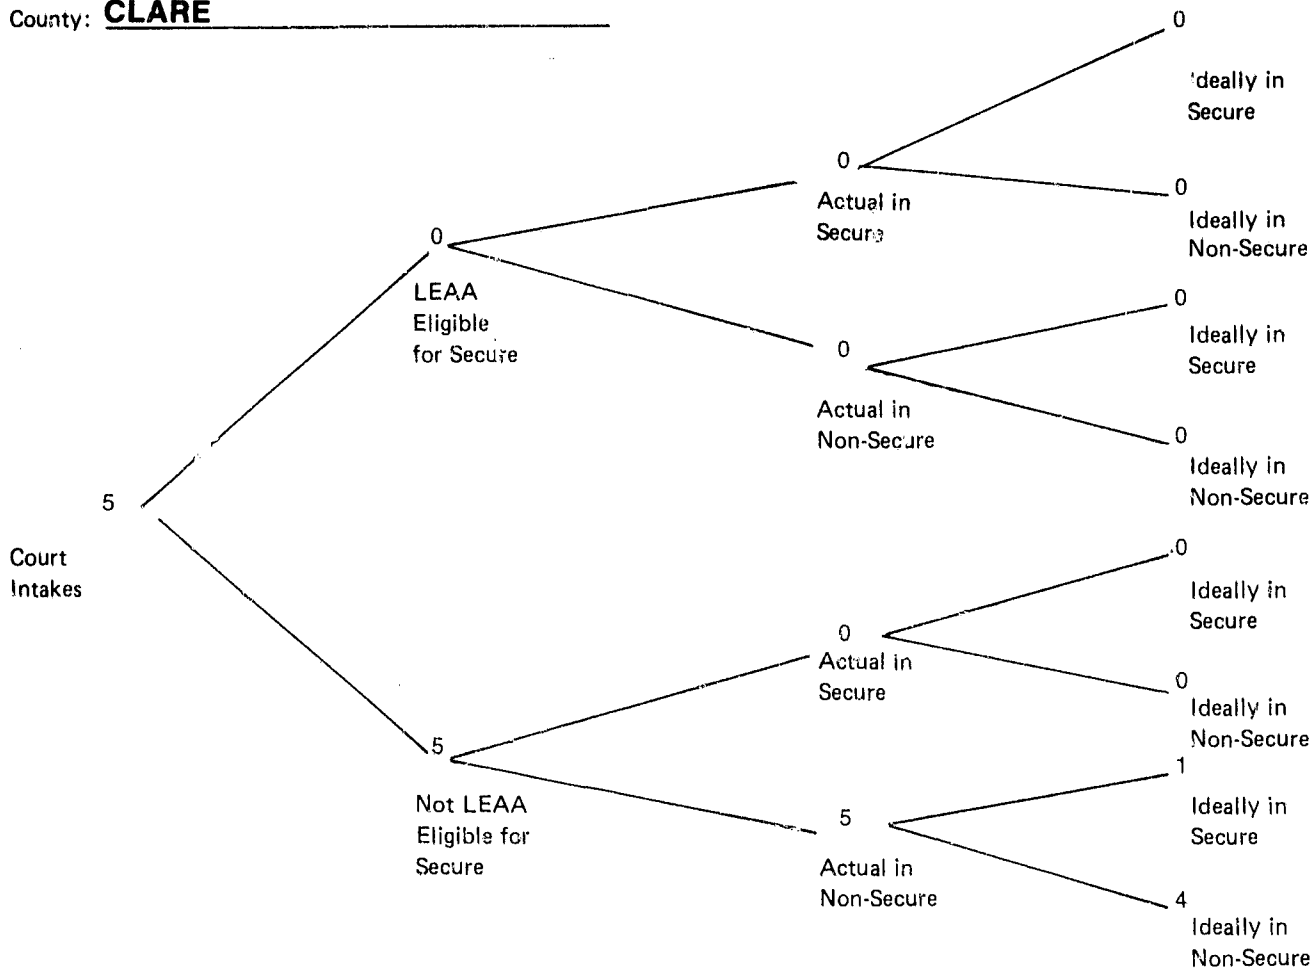 County: CLARE
0
Ideally in
Secure
0
Actual in
Secure
0
Ideally in
Non-Secure
0
LEAA
Eligible
for Secure
0
Ideally in
Secure
0
Actual in
Non-Secure
0
Ideally in
Non-Secure
5
Court
Intakes
0
Ideally in
Secure
0
Actual in
Secure
0
Ideally in
Non-Secure
5
Not LEAA
Eligible for
Secure
1
Ideally in
Secure
5
Actual in
Non-Secure
4
Ideally in
Non-Secure